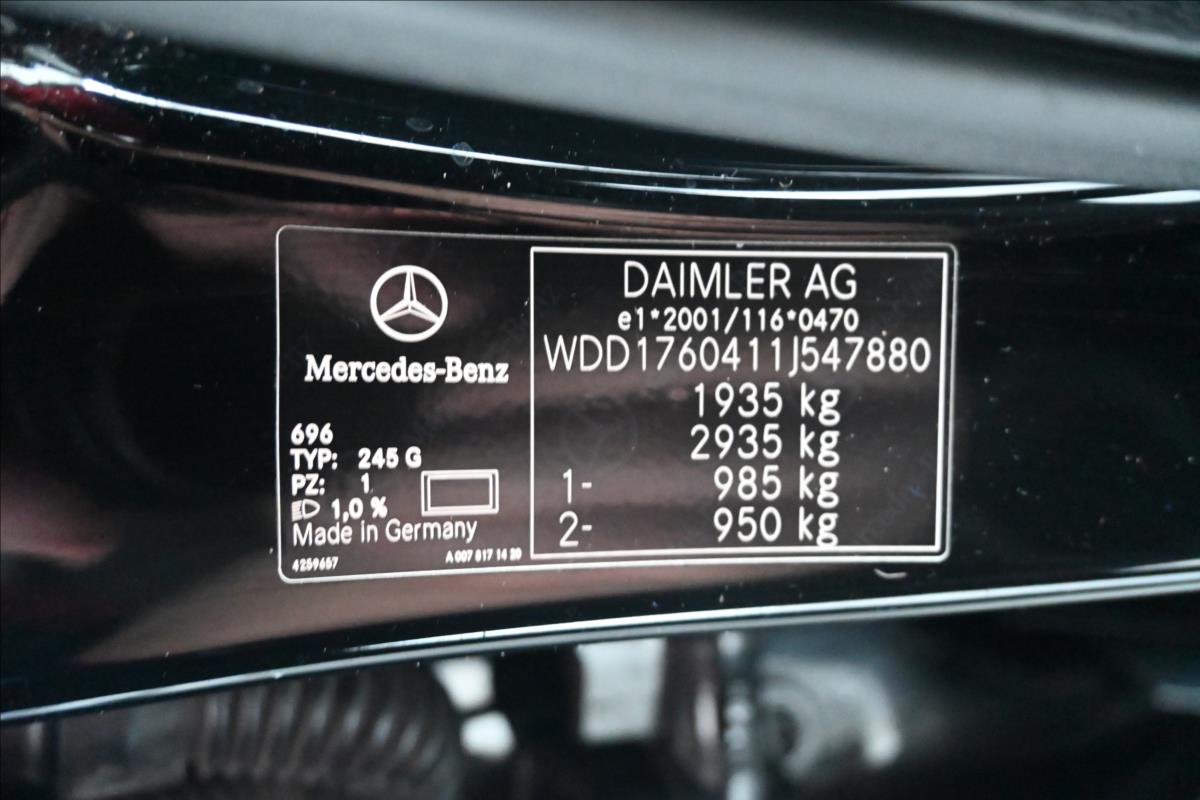 Mercedes-Benz
696
TYP: 245 G
PZ: 1
1,0 %
Made in Germany
4259657
A 007 817 14 20
DAIMLER AG
e1*2001/116*0470
WDD1760411J547880
1935 kg
2935 kg
1- 985 kg
2- 950 kg